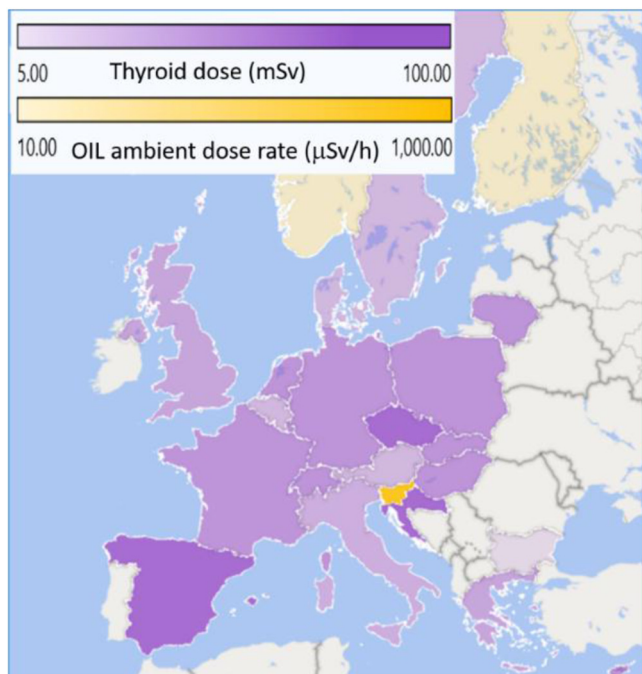 5.00 Thyroid dose (mSv) 100.00
10.00 OIL ambient dose rate (μSv/h) 1,000.00